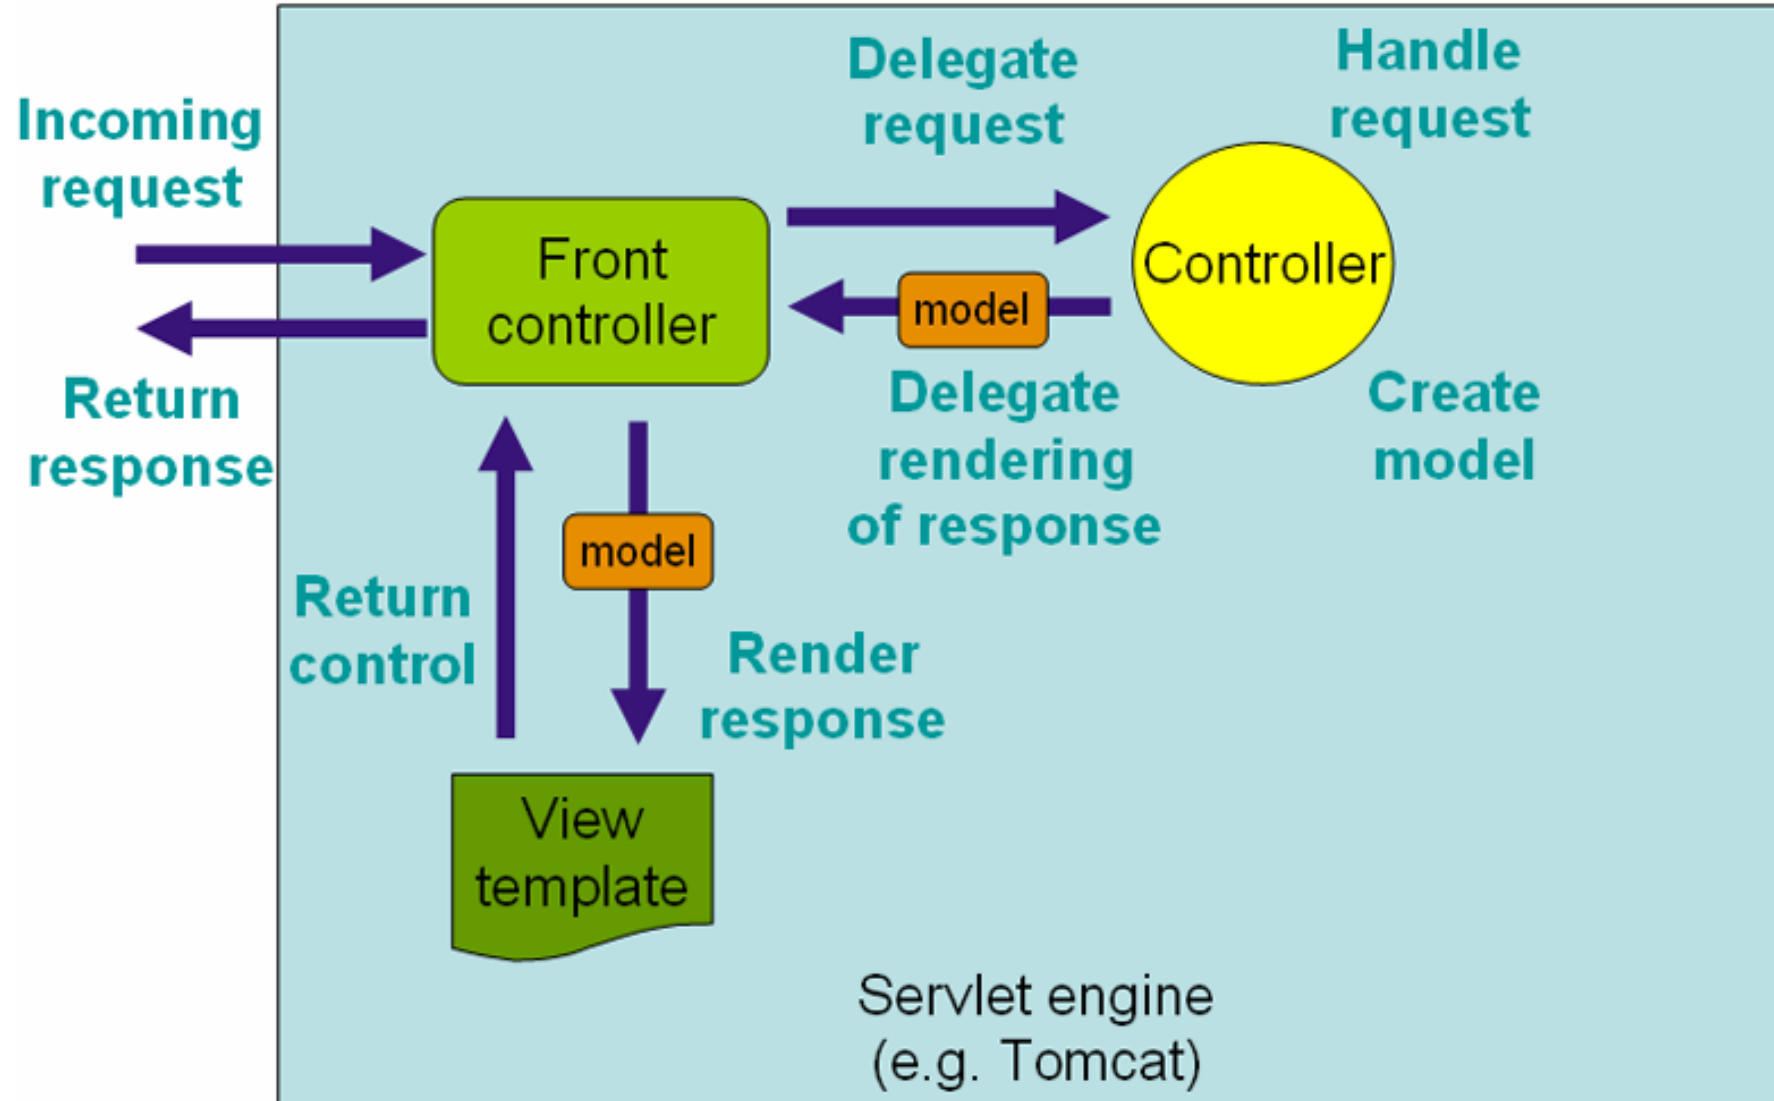 Incoming
request
Delegate
request
Handle
request
Front
controller
Controller
model
Return
response
Delegate
rendering
of response
Create
model
model
Return
control
Render
response
View
template
Servlet engine
(e.g. Tomcat)